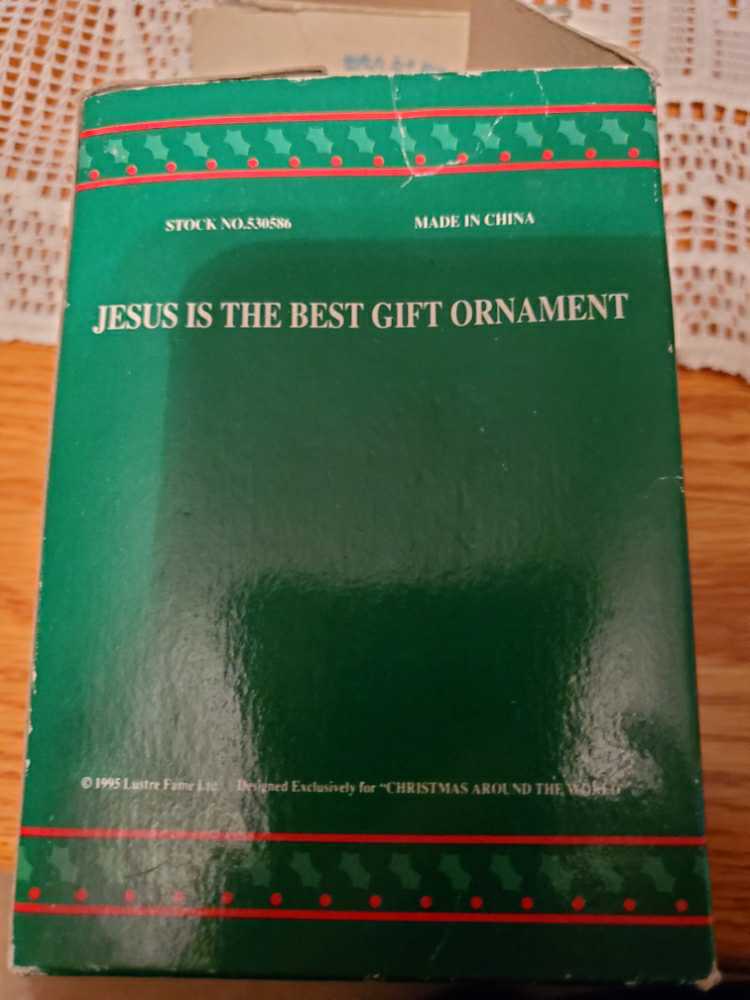 STOCK NO.530586 MADE IN CHINA
JESUS IS THE BEST GIFT ORNAMENT
© 1995 Lustre Fame Ltd. Designed Exclusively for "CHRISTMAS AROUND THE WORLD"